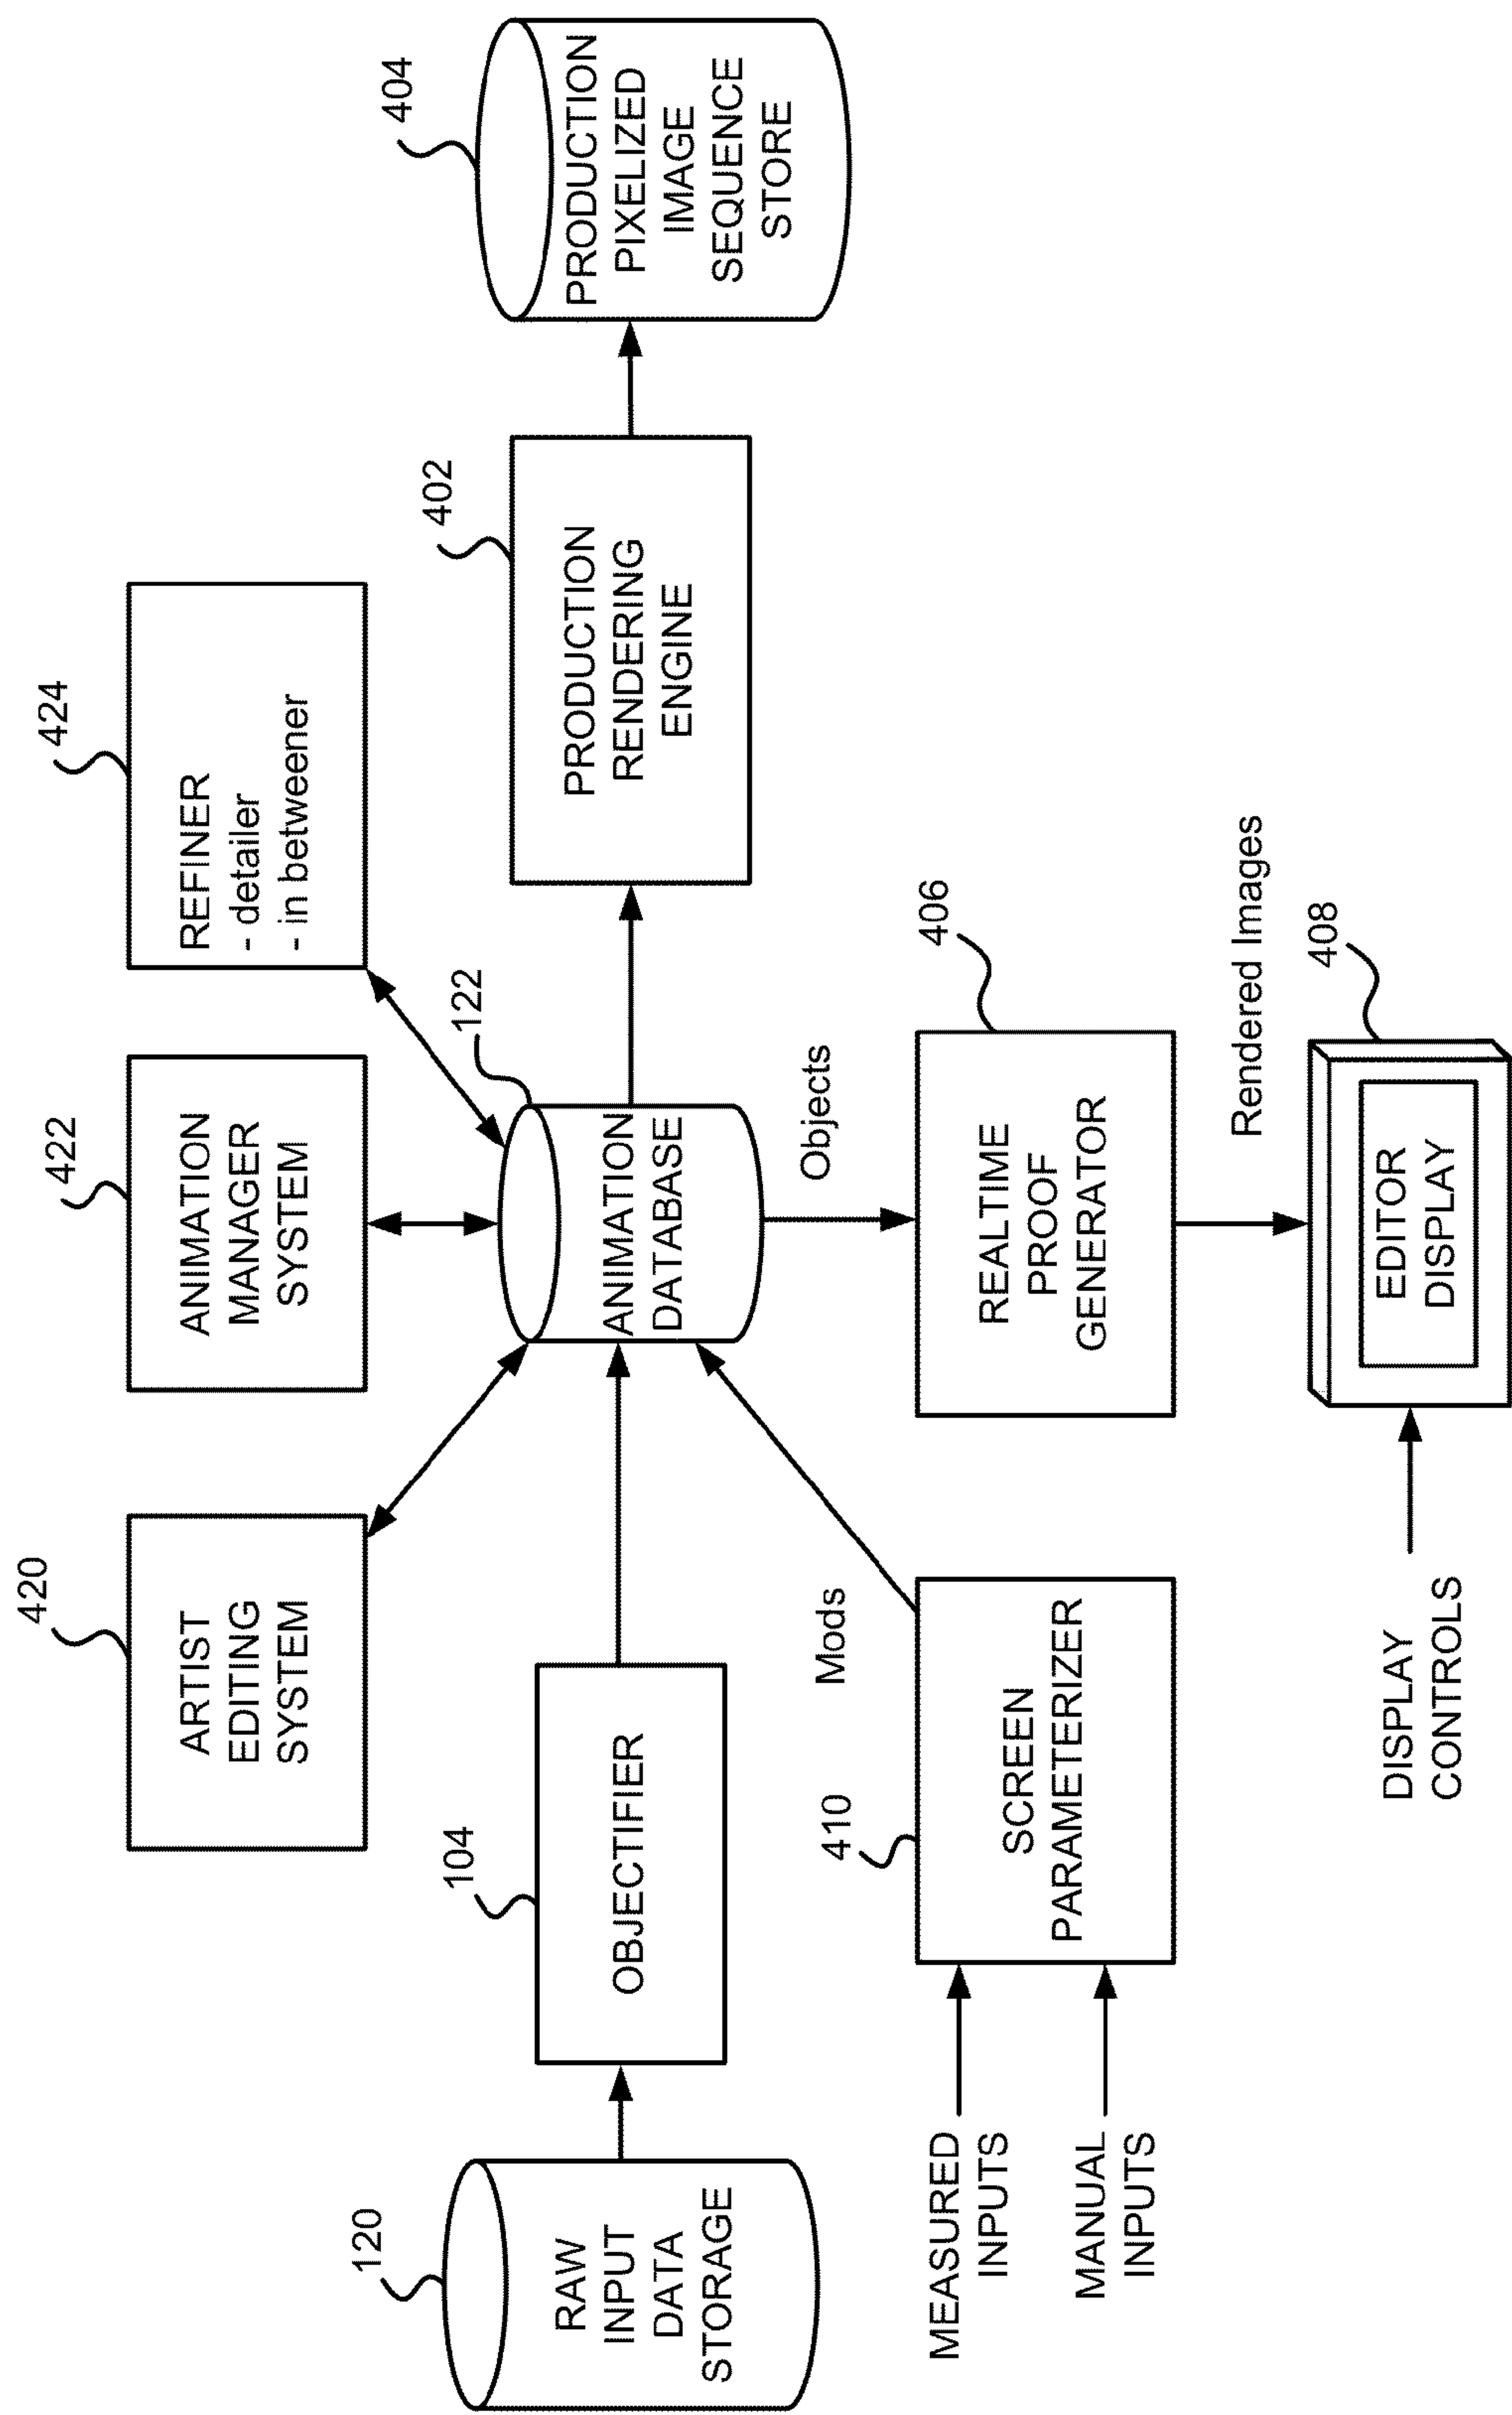 420
ARTIST
EDITING
SYSTEM
422
ANIMATION
MANAGER
SYSTEM
424
REFINER
- detailer
- in betweener
120
RAW
INPUT
DATA
STORAGE
104
OBJECTIFIER
122
ANIMATION
DATABASE
402
PRODUCTION
RENDERING
ENGINE
404
PRODUCTION
PIXELIZED
IMAGE
SEQUENCE
STORE
Mods
Objects
MEASURED
INPUTS
MANUAL
INPUTS
410
SCREEN
PARAMETERIZER
406
REALTIME
PROOF
GENERATOR
Rendered Images
DISPLAY
CONTROLS
408
EDITOR
DISPLAY